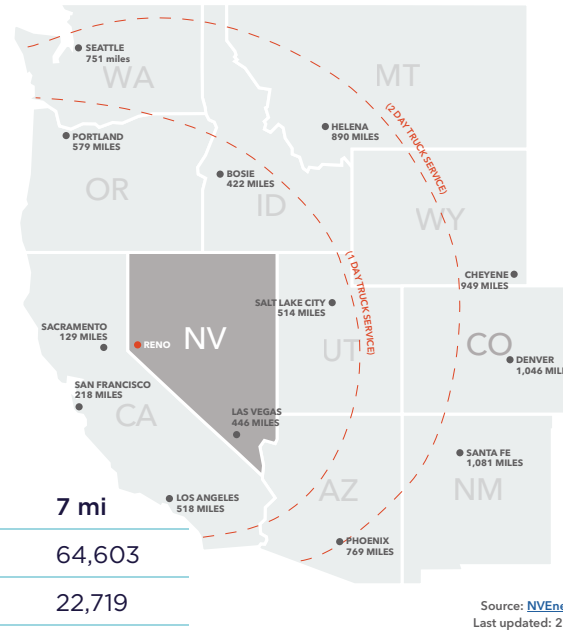 SEATTLE
751 miles
WA
MT
(2 DAY TRUCK SERVICE)
HELENA
890 MILES
PORTLAND
579 MILES
OR
BOSIE
422 MILES
ID
WY
CHEYENE
949 MILES
(1 DAY TRUCK SERVICE)
SALT LAKE CITY
514 MILES
UT
SACRAMENTO
129 MILES
RENO
NV
CO
DENVER
1,046 MIL
SAN FRANCISCO
218 MILES
CA
LAS VEGAS
446 MILES
SANTA FE
1,081 MILES
AZ
NM
LOS ANGELES
518 MILES
PHOENIX
769 MILES
7 mi
64,603
22,719
Source: NVEne
Last updated: 2